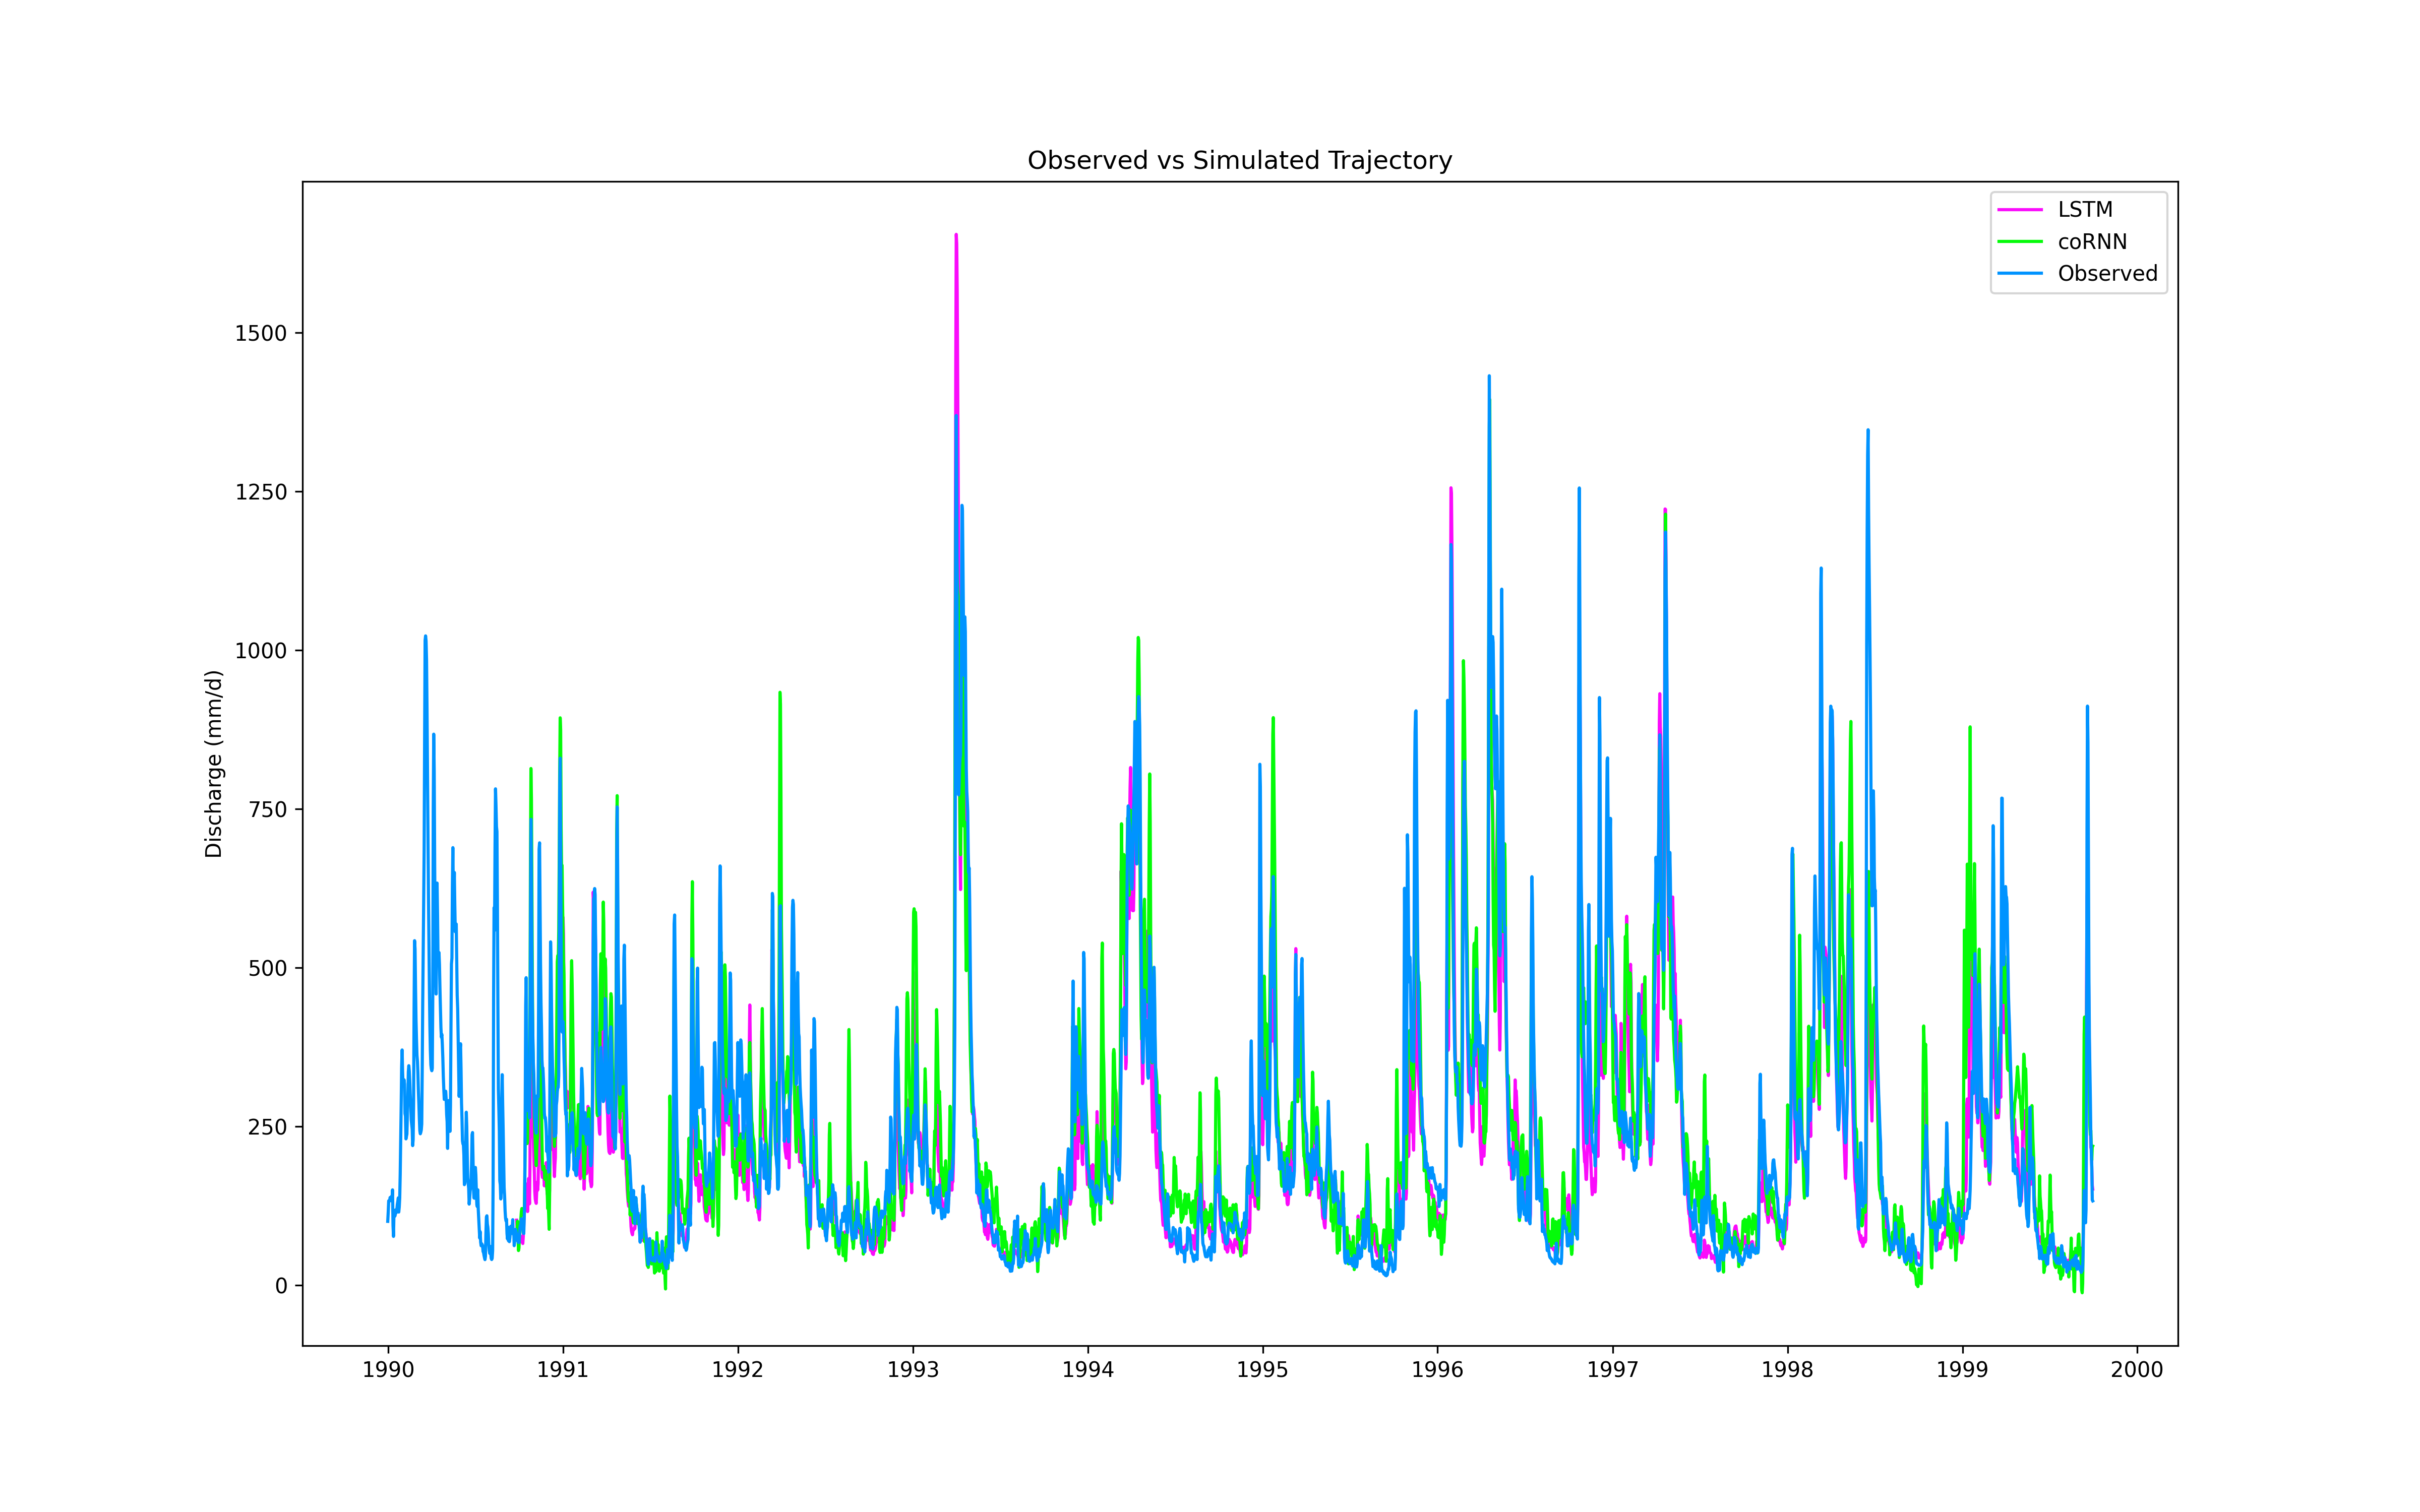 Observed vs Simulated Trajectory
LSTM
coRNN
Observed
Discharge (mm/d)
1500
1250
1000
750
500
250
0
1990 1991 1992 1993 1994 1995 1996 1997 1998 1999 2000